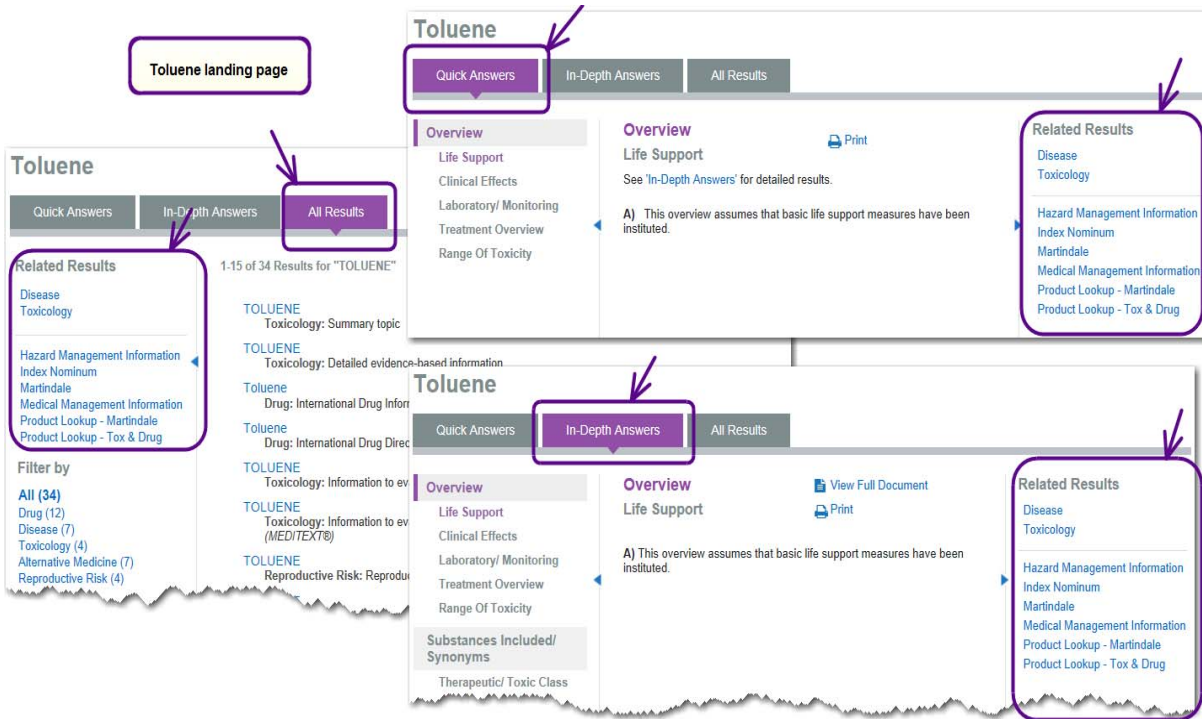 Toluene landing page
Toluene
Quick Answers
In-Depth Answers
All Results
Related Results
Disease
Toxicology
Hazard Management Information
Index Nominum
Martindale
Medical Management Information
Product Lookup - Martindale
Product Lookup - Tox & Drug
Filter by
All (34)
Drug (12)
Disease (7)
Toxicology (4)
Alternative Medicine (7)
Reproductive Risk (4)
1-15 of 34 Results for "TOLUENE"
TOLUENE
Toxicology: Summary topic
TOLUENE
Toxicology: Detailed evidence-based information
Toluene
Drug: International Drug
Toluene
Drug: International Drug
TOLUENE
Toxicology: Information to
TOLUENE
Toxicology: Information to
(MEDITEXT®)
TOLUENE
Reproductive Risk:
Toluene
Quick Answers
In-Depth Answers
All Results
Overview
Life Support
Clinical Effects
Laboratory/ Monitoring
Treatment Overview
Range Of Toxicity
Overview
Print
Life Support
See 'In-Depth Answers' for detailed results.
A) This overview assumes that basic life support measures have been
instituted.
Related Results
Disease
Toxicology
Hazard Management Information
Index Nominum
Martindale
Medical Management Information
Product Lookup - Martindale
Product Lookup - Tox & Drug
Toluene
Quick Answers
In-Depth Answers
All Results
Overview
Life Support
Clinical Effects
Laboratory/ Monitoring
Treatment Overview
Range Of Toxicity
Substances Included/
Synonyms
Therapeutic/ Toxic Class
Overview
View Full Document
Life Support
Print
A) This overview assumes that basic life support measures have been
instituted.
Related Results
Disease
Toxicology
Hazard Management Information
Index Nominum
Martindale
Medical Management Information
Product Lookup - Martindale
Product Lookup - Tox & Drug